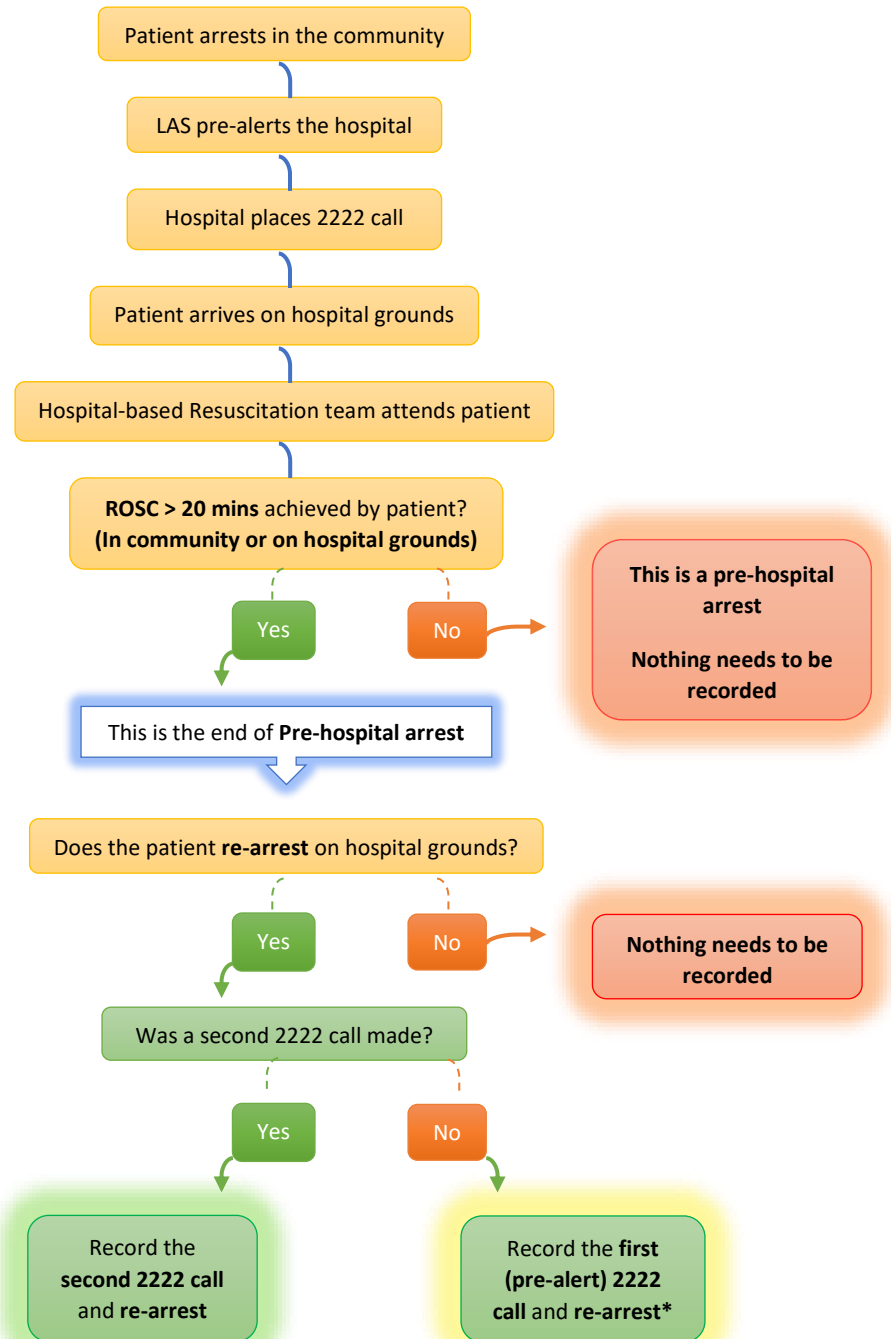 Patient arrests in the community
LAS pre-alerts the hospital
Hospital places 2222 call
Patient arrives on hospital grounds
Hospital-based Resuscitation team attends patient
ROSC > 20 mins achieved by patient?
(In community or on hospital grounds)
Yes
No
This is a pre-hospital
arrest
Nothing needs to be
recorded
This is the end of Pre-hospital arrest
Does the patient re-arrest on hospital grounds?
Yes
No
Nothing needs to be
recorded
Was a second 2222 call made?
Yes
No
Record the
second 2222 call
and re-arrest
Record the first
(pre-alert) 2222
call and re-arrest*